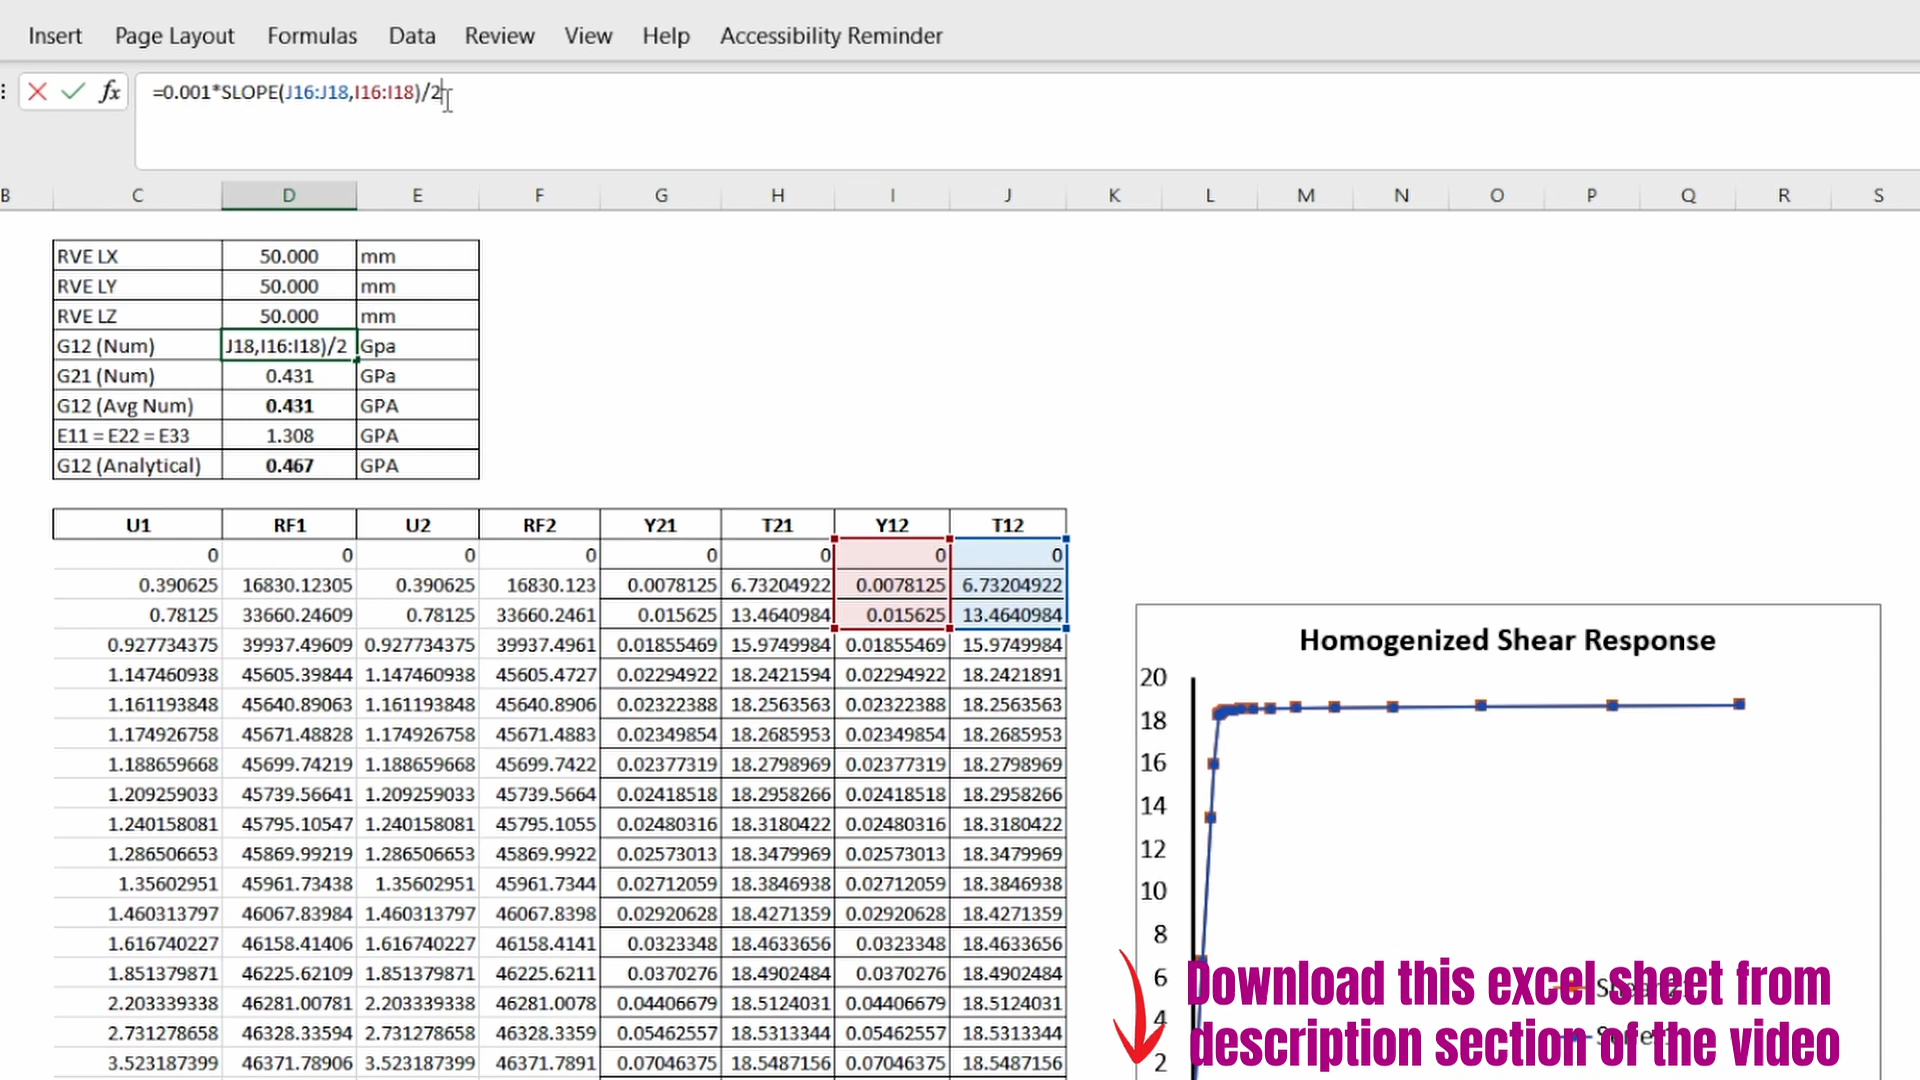 Insert Page Layout Formulas Data Review View Help Accessibility Reminder
fx =0.001*SLOPE(J16:J18,I16:I18)/2
B C D E F G H I J K L M N O P Q R S
RVE LX 50.000 mm
RVE LY 50.000 mm
RVE LZ 50.000 mm
G12 (Num) J18,I16:I18)/2 Gpa
G21 (Num) 0.431 GPa
G12 (Avg Num) 0.431 GPA
E11 = E22 = E33 1.308 GPA
G12 (Analytical) 0.467 GPA
U1 RF1 U2 RF2 Y21 T21 Y12 T12
0 0 0 0 0 0 0 0
0.390625 16830.12305 0.390625 16830.123 0.0078125 6.73204922 0.0078125 6.73204922
0.78125 33660.24609 0.78125 33660.2461 0.015625 13.4640984 0.015625 13.4640984
0.927734375 39937.49609 0.927734375 39937.4961 0.01855469 15.9749984 0.01855469 15.9749984
1.147460938 45605.39844 1.147460938 45605.4727 0.02294922 18.2421594 0.02294922 18.2421891
1.161193848 45640.89063 1.161193848 45640.8906 0.02322388 18.2563563 0.02322388 18.2563563
1.174926758 45671.48828 1.174926758 45671.4883 0.02349854 18.2685953 0.02349854 18.2685953
1.188659668 45699.74219 1.188659668 45699.7422 0.02377319 18.2798969 0.02377319 18.2798969
1.209259033 45739.56641 1.209259033 45739.5664 0.02418518 18.2958266 0.02418518 18.2958266
1.240158081 45795.10547 1.240158081 45795.1055 0.02480316 18.3180422 0.02480316 18.3180422
1.286506653 45869.99219 1.286506653 45869.9922 0.02573013 18.3479969 0.02573013 18.3479969
1.35602951 45961.73438 1.35602951 45961.7344 0.02712059 18.3846938 0.02712059 18.3846938
1.460313797 46067.83984 1.460313797 46067.8398 0.02920628 18.4271359 0.02920628 18.4271359
1.616740227 46158.41406 1.616740227 46158.4141 0.0323348 18.4633656 0.0323348 18.4633656
1.851379871 46225.62109 1.851379871 46225.6211 0.0370276 18.4902484 0.0370276 18.4902484
2.203339338 46281.00781 2.203339338 46281.0078 0.04406679 18.5124031 0.04406679 18.5124031
2.731278658 46328.33594 2.731278658 46328.3359 0.05462557 18.5313344 0.05462557 18.5313344
3.523187399 46371.78906 3.523187399 46371.7891 0.07046375 18.5487156 0.07046375 18.5487156
Homogenized Shear Response
20
18
16
14
12
10
8
6
4
2
Download this excel sheet from
description section of the video